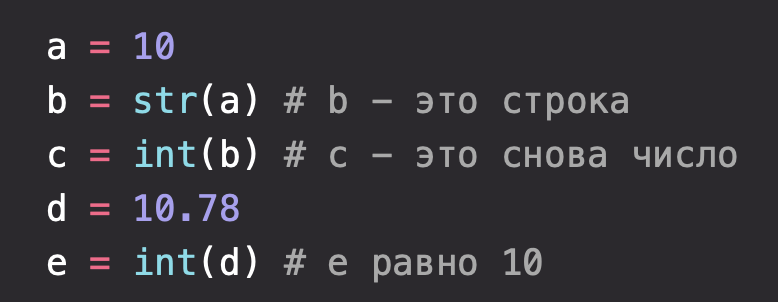 a = 10
b = str(a) # b - это строка
c = int(b) # c - это снова число
d = 10.78
e = int(d) # e равно 10